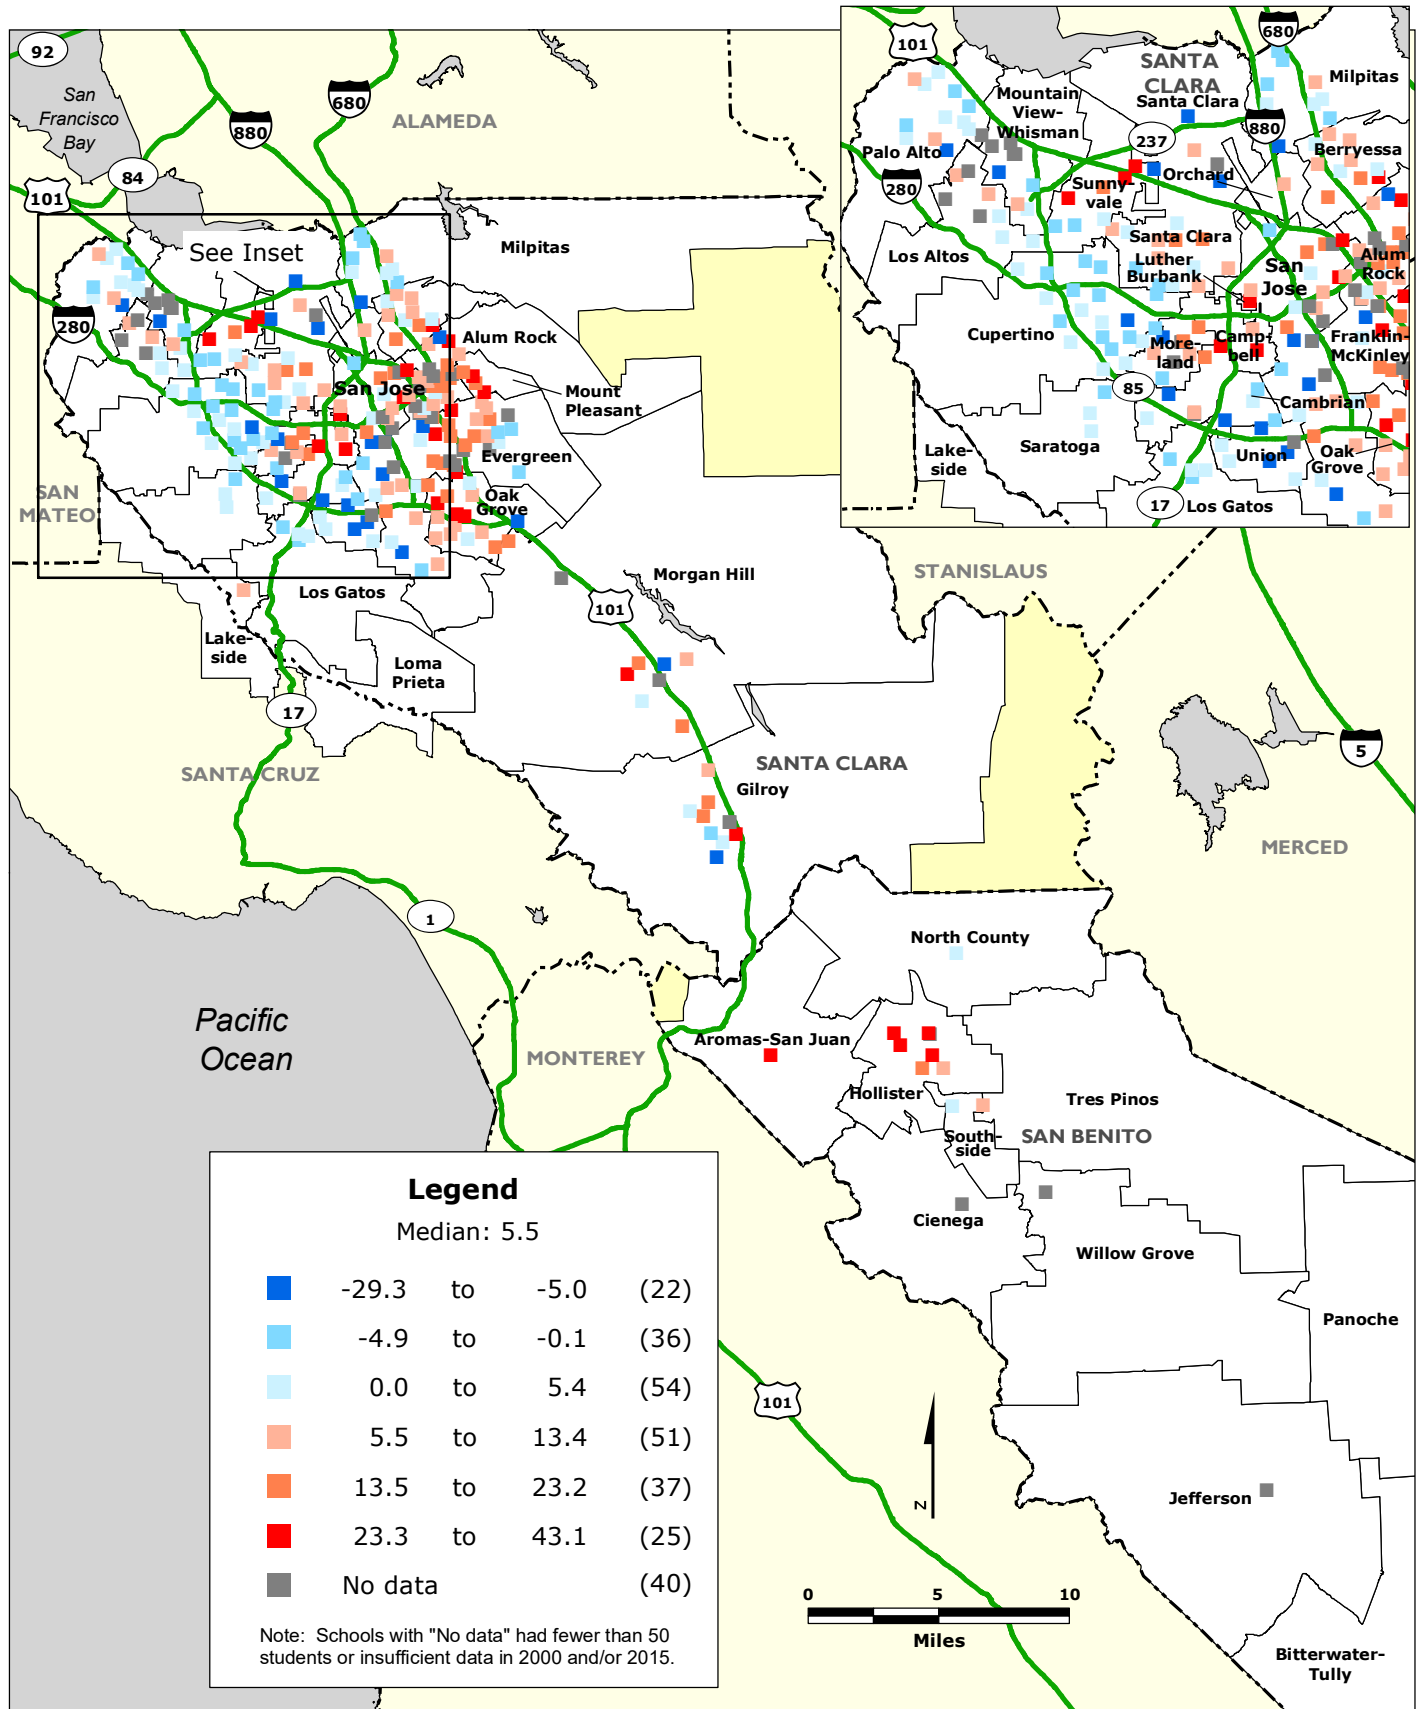 92
San
Francisco
Bay
84
101
880
680
ALAMEDA
See Inset
280
Milpitas
Alum Rock
Mount
Pleasant
San Jose
Evergreen
Oak
Grove
SAN
MATEO
Los Gatos
Lake-
side
Loma
Prieta
Morgan Hill
101
17
SANTA CRUZ
SANTA CLARA
Gilroy
STANISLAUS
5
MERCED
1
Pacific
Ocean
MONTEREY
North County
Aromas-San Juan
Hollister
Tres Pinos
South-
side
SAN BENITO
Cienega
Willow Grove
Panoche
Jefferson
Bitterwater-
Tully
101
N
0 5 10
Miles
101
680
SANTA
CLARA
Milpitas
Mountain
View-
Whisman
Santa Clara
237
880
Berryessa
Palo Alto
280
Orchard
Sunny-
vale
Los Altos
Santa Clara
Luther
Burbank
San
Jose
Alum
Rock
Cupertino
More-
land
Camp-
bell
Franklin-
McKinley
85
Cambrian
Saratoga
Lake-
side
Union
Oak
Grove
17
Los Gatos
Legend
Median: 5.5
-29.3 to -5.0 (22)
-4.9 to -0.1 (36)
0.0 to 5.4 (54)
5.5 to 13.4 (51)
13.5 to 23.2 (37)
23.3 to 43.1 (25)
No data (40)
Note: Schools with "No data" had fewer than 50
students or insufficient data in 2000 and/or 2015.